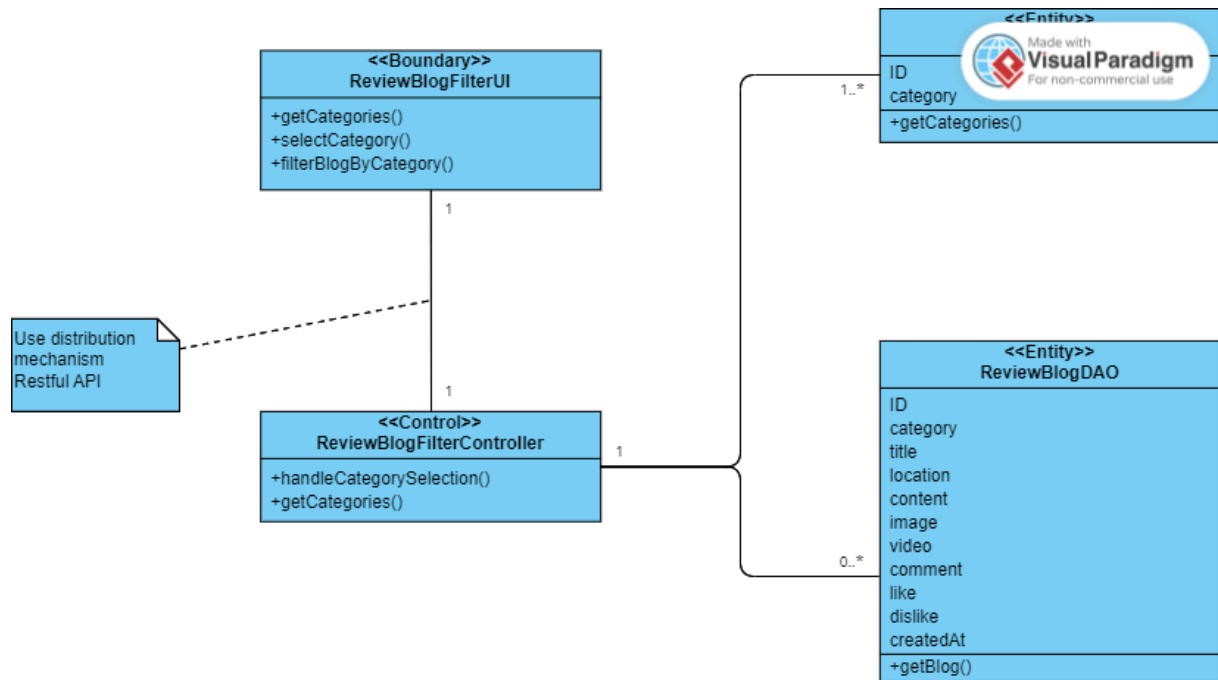 <<Boundary>>
ReviewBlogFilterUI
+getCategories()
+selectCategory()
+filterBlogByCategory()
1
Use distribution
mechanism
Restful API
1
<<Control>>
ReviewBlogFilterController
+handleCategorySelection()
+getCategories()
1
<<Entity>>
Made with
Visual Paradigm
For non-commercial use
ID
category
+getCategories()
1..*
<<Entity>>
ReviewBlogDAO
ID
category
title
location
content
image
video
comment
like
dislike
createdAt
+getBlog()
0..*